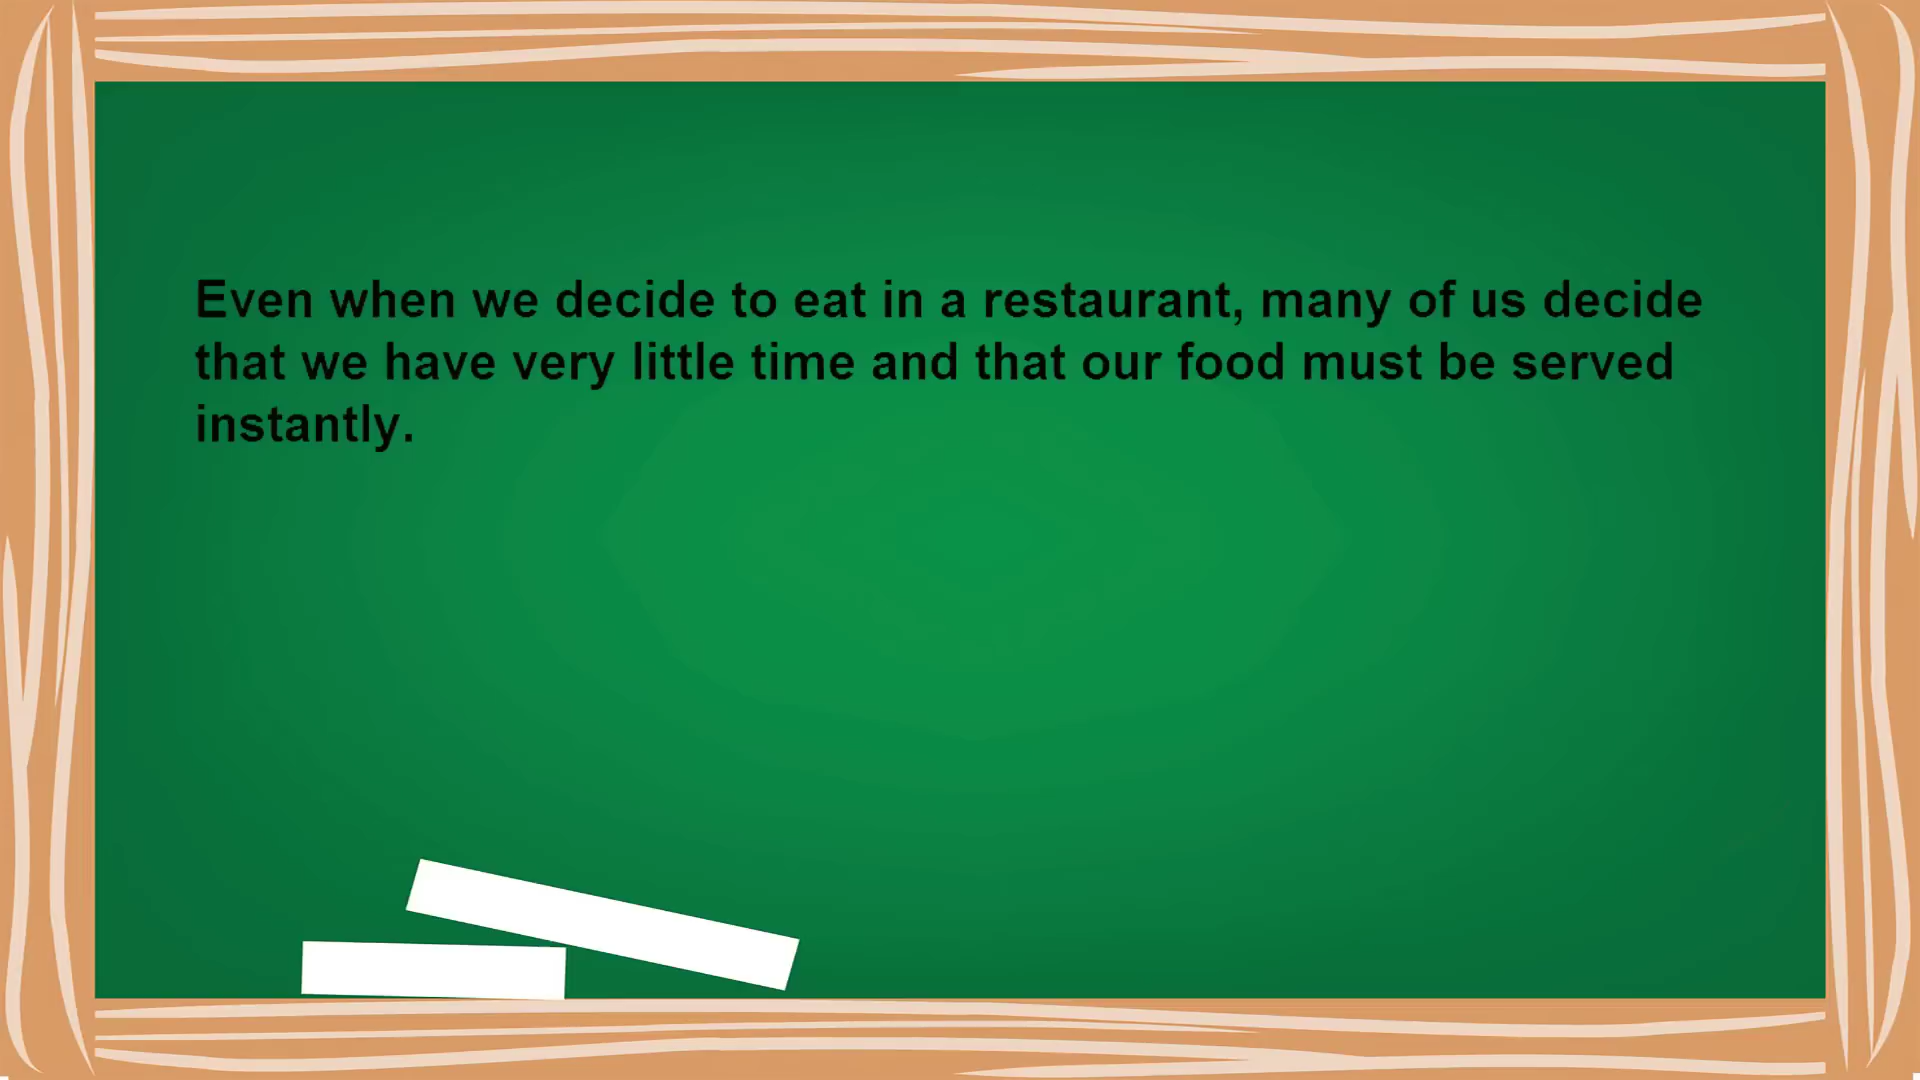 Even when we decide to eat in a restaurant, many of us decide
that we have very little time and that our food must be served
instantly.